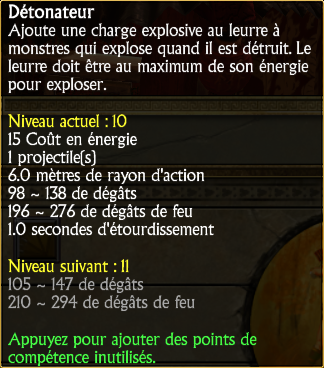 Détonateur
Ajoute une charge explosive au leurre à
monstres qui explose quand il est détruit. Le
leurre doit être au maximum de son énergie
pour exploser.
Niveau actuel : 10
15 Coût en énergie
1 projectile(s)
6.0 mètres de rayon d'action
98 ~ 138 de dégâts
196 ~ 276 de dégâts de feu
1.0 secondes d'étourdissement
Niveau suivant : 11
105 ~ 147 de dégâts
210 ~ 294 de dégâts de feu
Appuyez pour ajouter des points de
compétence inutilisés.